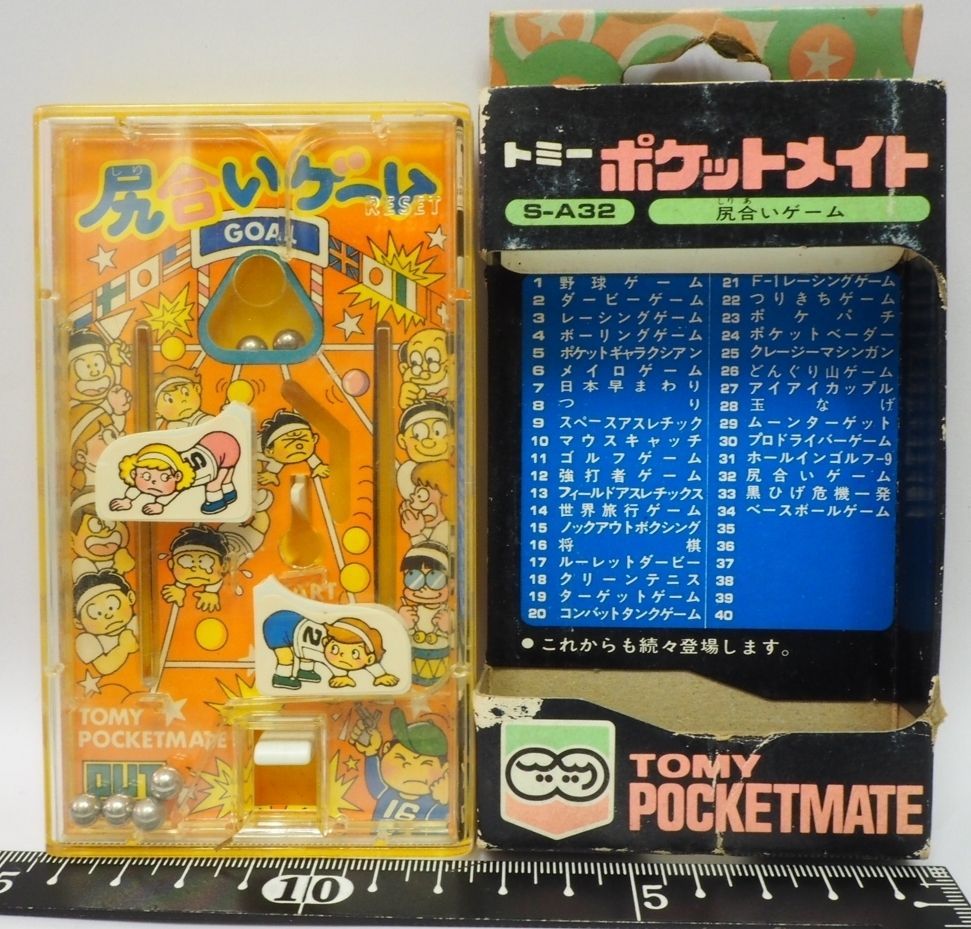 尻合いゲーム
しり
RESET
GOAL
5
2
START
TOMY
POCKETMATE
OUT
16
トミー ポケットメイト
S-A32
しりあ
尻合いゲーム
1 野球ゲーム
2 ダービーゲーム
3 レーシングゲーム
4 ボーリングゲーム
5 ポケットギャラクシアン
6 メイロゲーム
7 日本早まわり
8 つり
9 スペースアスレチック
10 マウスキャッチ
11 ゴルフゲーム
12 強打者ゲーム
13 フィールドアスレチックス
14 世界旅行ゲーム
15 ノックアウトボクシング
16 将棋
17 ルーレットダービー
18 クリーンテニス
19 ターゲットゲーム
20 コンバットタンクゲーム
21 F-1レーシングゲーム
22 つりきちゲーム
23 ポケパチ
24 ポケットベーダー
25 クレージーマシンガン
26 どんぐり山ゲーム
27 アイアイカップル
28 玉なげ
29 ムーンターゲット
30 プロドライバーゲーム
31 ホールインゴルフ-9
32 尻合いゲーム
33 黒ひげ危機一発
34 ベースボールゲーム
35
36
37
38
39
40
●これからも続々登場します。
TOMY
POCKETMATE
5 10 5